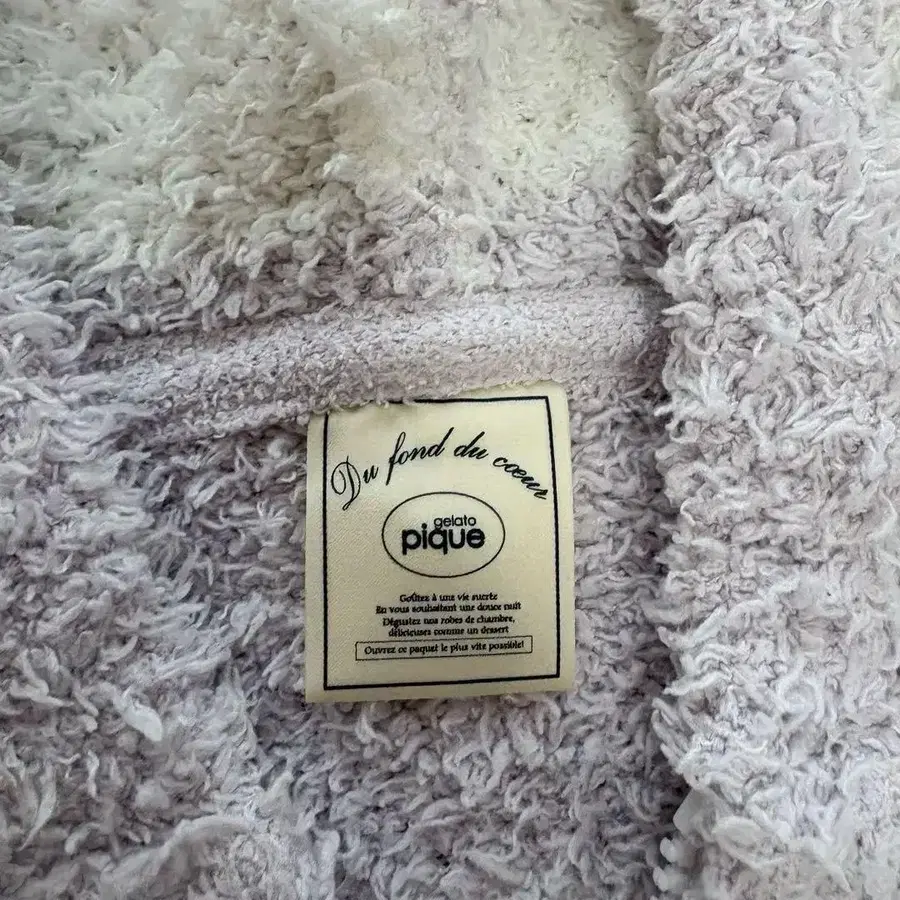 Du fond du cœur
gelato
pique
Goûtez à une vie sucrée
En vous souhaitant une douce nuit
Dégustez nos robes de chambre,
délicieuses comme un dessert
Ouvrez ce paquet le plus vite possible!